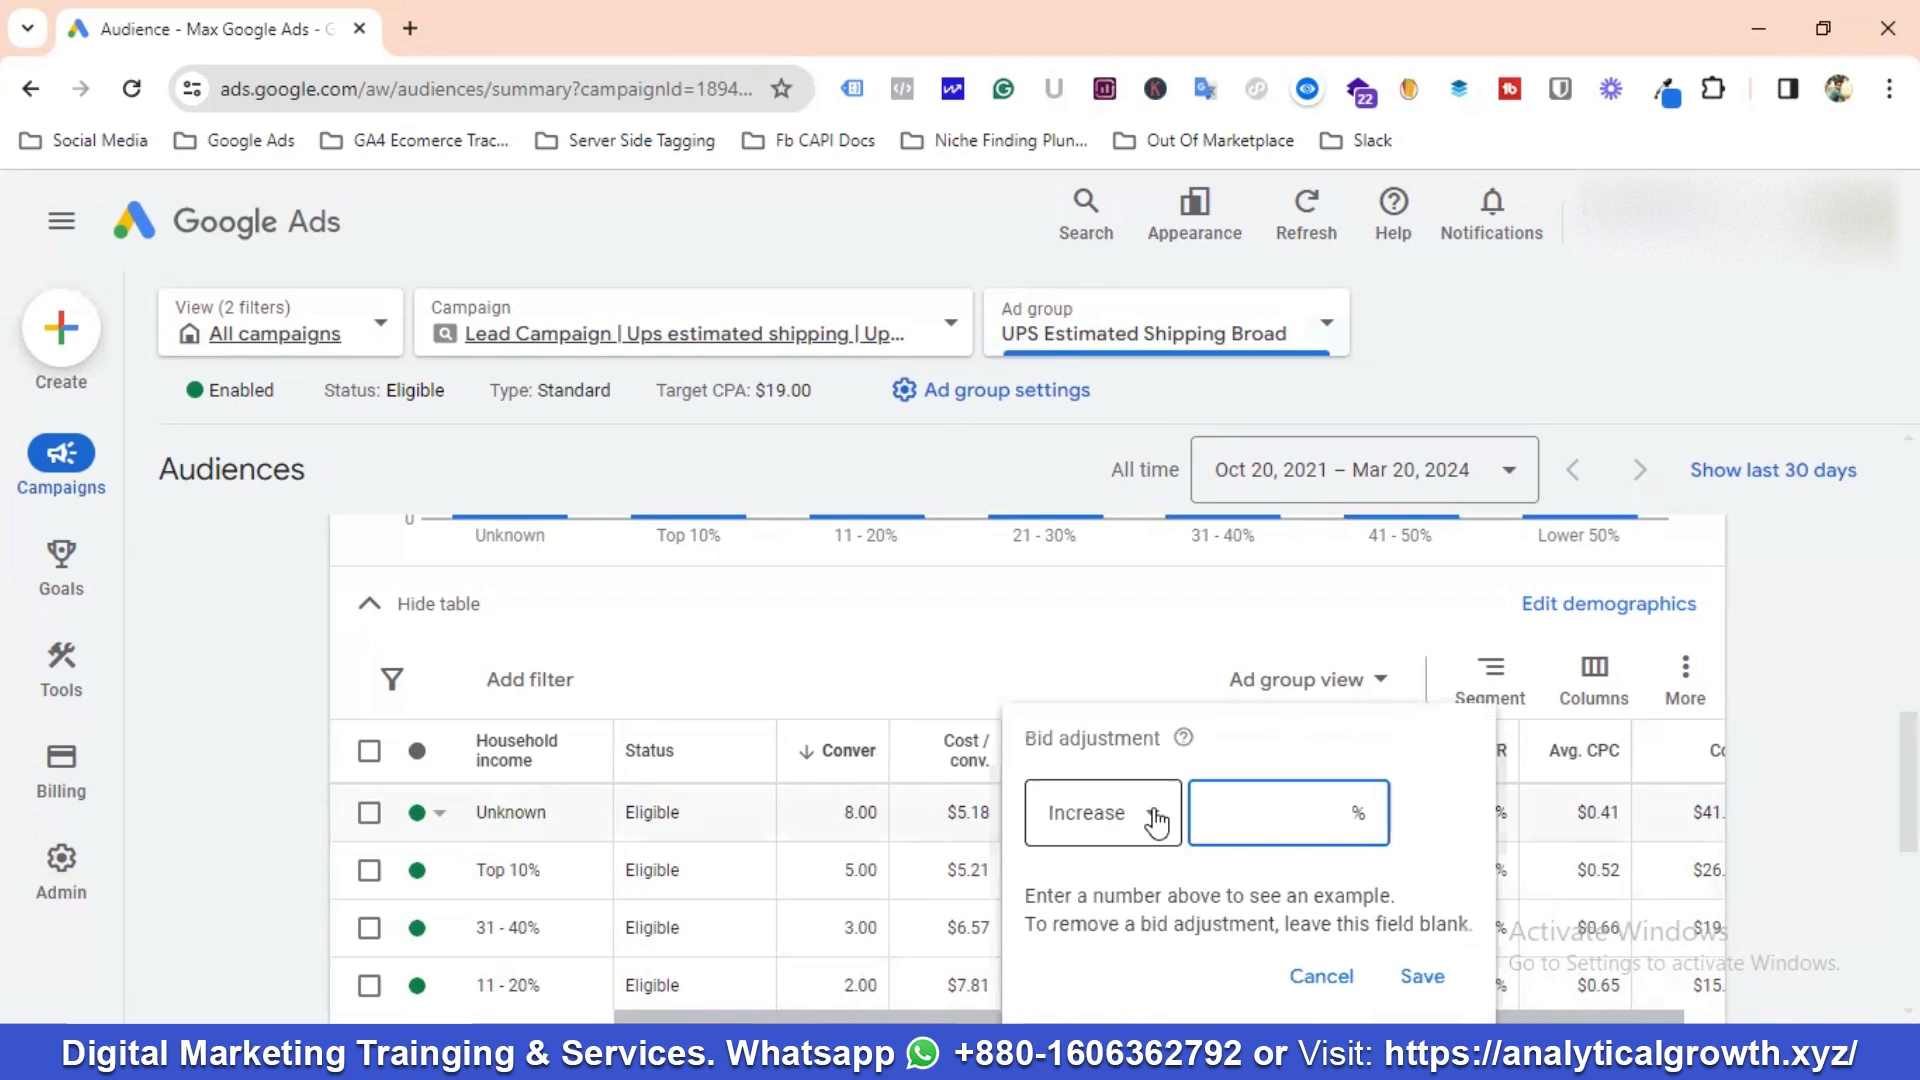 Audience - Max Google Ads - G
ads.google.com/aw/audiences/summary?campaignId=1894...
22
Social Media
Google Ads
GA4 Ecomerce Trac...
Server Side Tagging
Fb CAPI Docs
Niche Finding Plun...
Out Of Marketplace
Slack
Google Ads
Search
Appearance
Refresh
Help
Notifications
Create
Campaigns
Goals
Tools
Billing
Admin
View (2 filters)
All campaigns
Campaign
Lead Campaign | Ups estimated shipping | Up...
Ad group
UPS Estimated Shipping Broad
Enabled
Status: Eligible
Type: Standard
Target CPA: $19.00
Ad group settings
Audiences
All time
Oct 20, 2021 – Mar 20, 2024
Show last 30 days
0
Unknown
Top 10%
11 - 20%
21 - 30%
31 - 40%
41 - 50%
Lower 50%
Hide table
Edit demographics
Add filter
Ad group view
Segment
Columns
More
Household
income
Status
Conver
Cost /
conv.
R
Avg. CPC
Co
Unknown
Eligible
8.00
$5.18
%
$0.41
$41.
Top 10%
Eligible
5.00
$5.21
$0.52
$26.
31 - 40%
Eligible
3.00
$6.57
%
$0.66
$19.
11 - 20%
Eligible
2.00
$7.81
%
$0.65
$15.
Bid adjustment
Increase
%
Enter a number above to see an example.
To remove a bid adjustment, leave this field blank.
Cancel
Save
Activate Windows
Go to Settings to activate Windows.
Digital Marketing Trainging & Services. Whatsapp +880-1606362792 or Visit: https://analyticalgrowth.xyz/